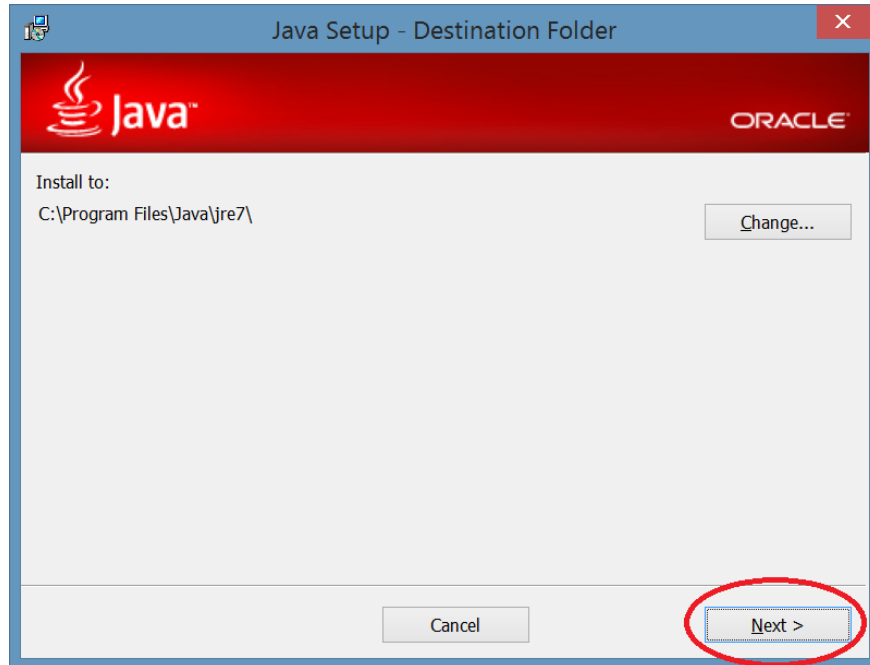 Java Setup - Destination Folder
Java™
ORACLE®
Install to:
C:\Program Files\Java\jre7\
Change...
Cancel
Next >